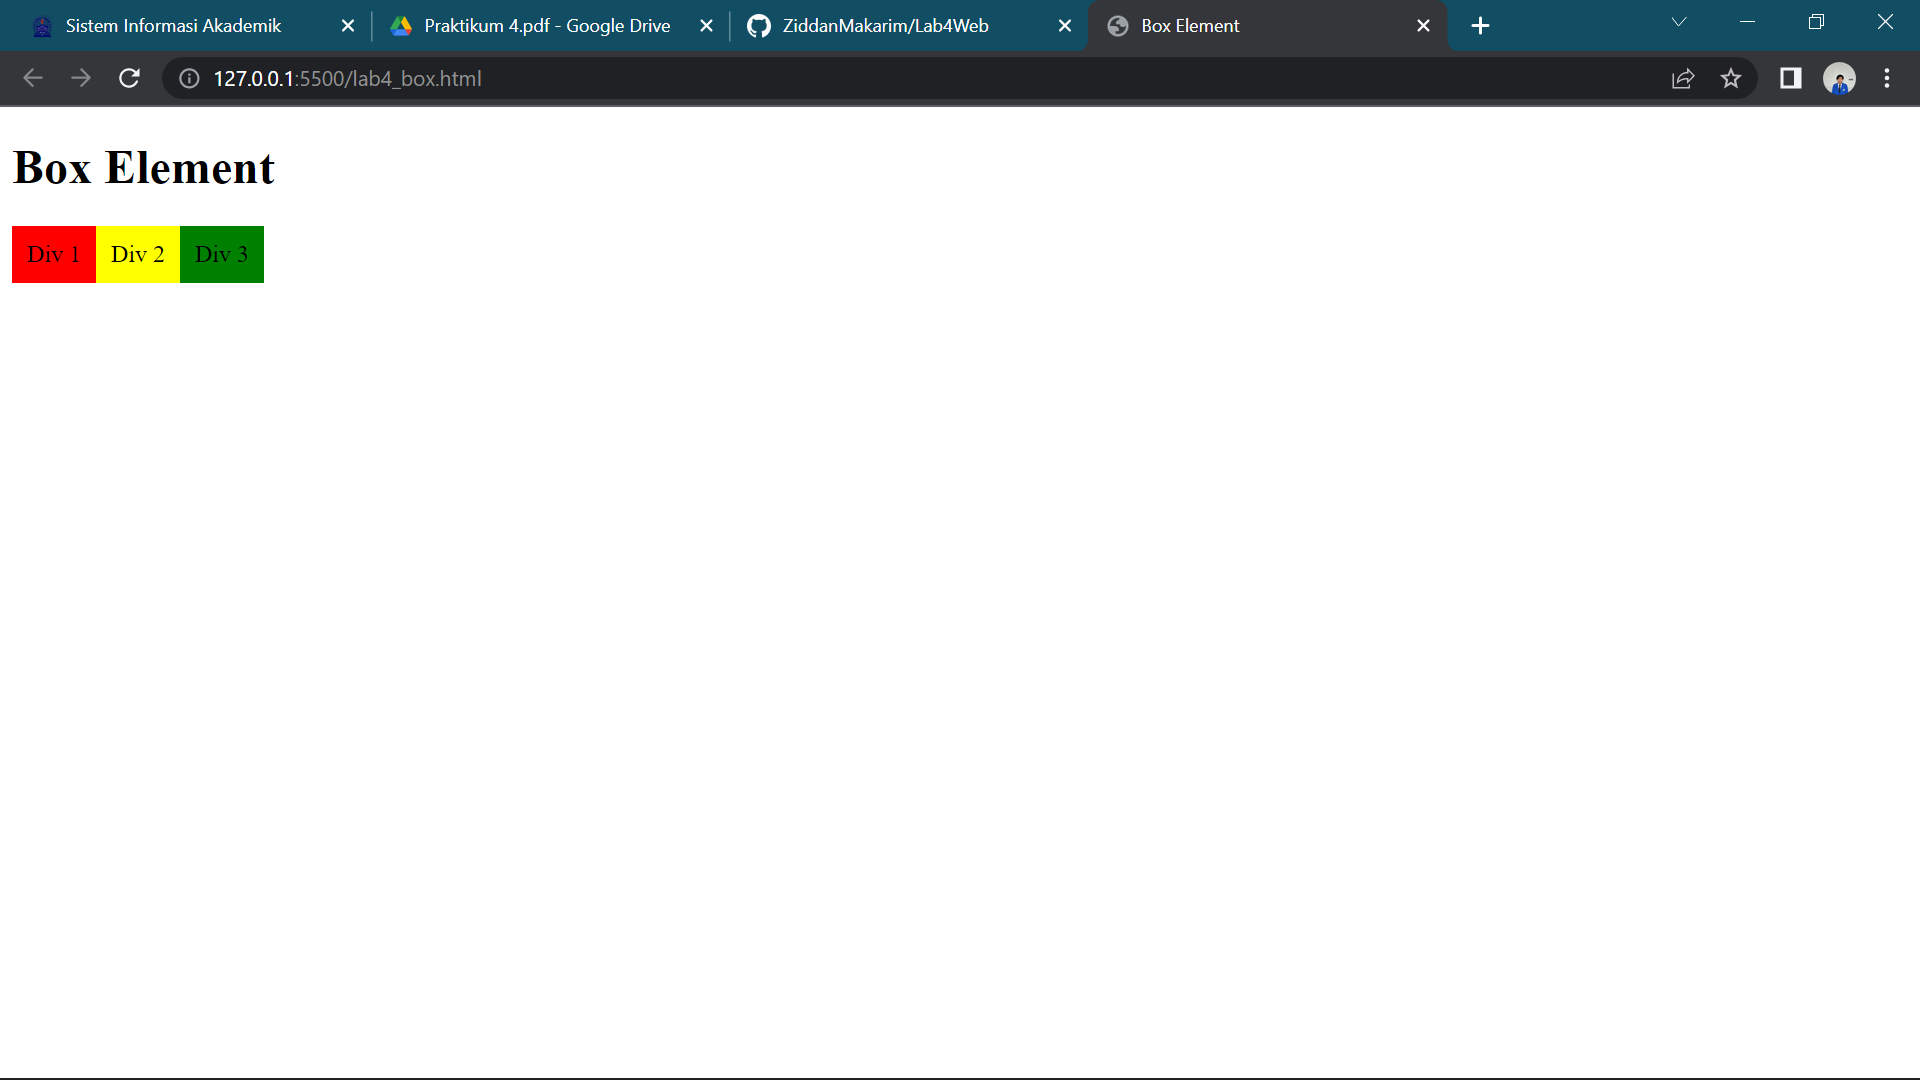 Sistem Informasi Akademik
Praktikum 4.pdf - Google Drive
ZiddanMakarim/Lab4Web
Box Element
127.0.0.1:5500/lab4_box.html
Box Element
Div 1 Div 2 Div 3